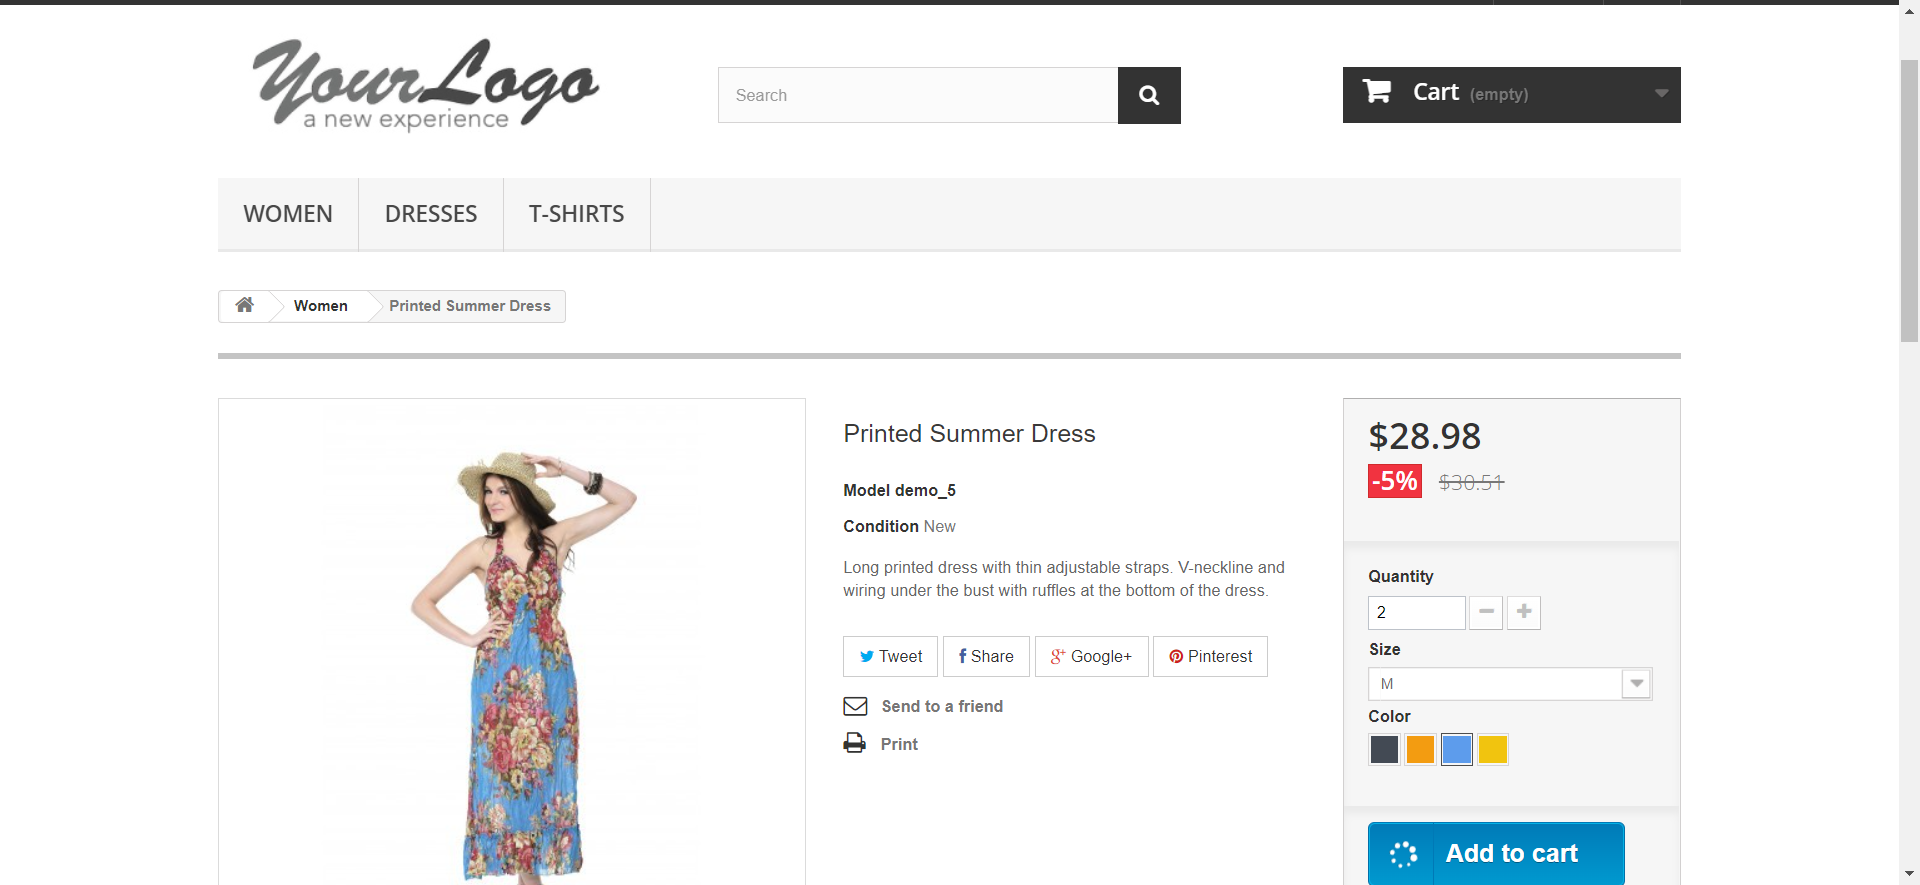 YourLogo
a new experience
Search
Cart (empty)
WOMEN
DRESSES
T-SHIRTS
Women
Printed Summer Dress
Printed Summer Dress
Model demo_5
Condition New
Long printed dress with thin adjustable straps. V-neckline and
wiring under the bust with ruffles at the bottom of the dress.
Tweet
Share
Google+
Pinterest
Send to a friend
Print
$28.98
-5% $30.51
Quantity
2
Size
M
Color
Add to cart